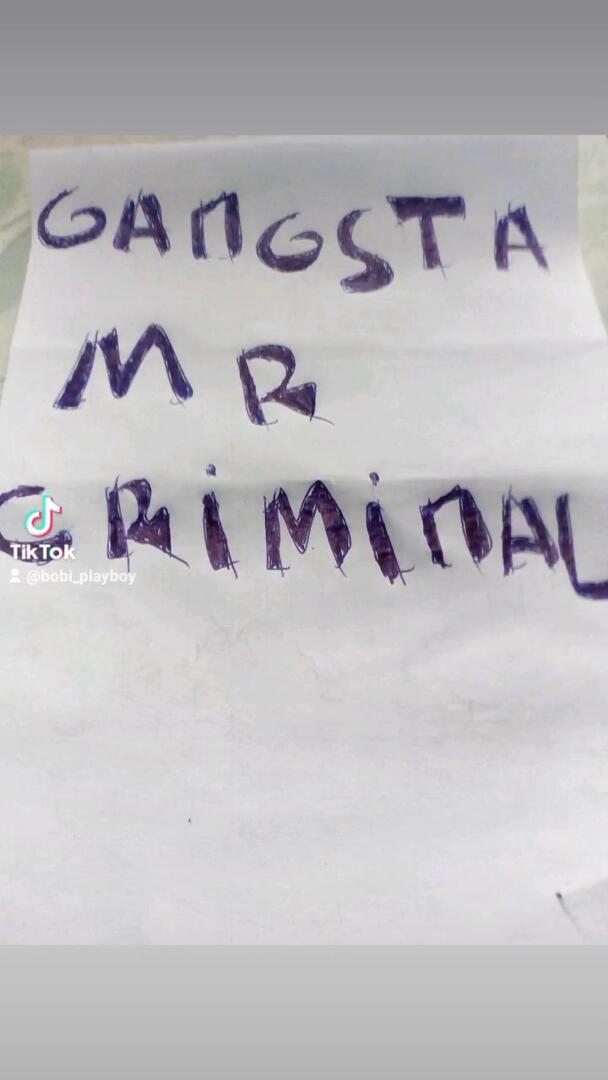 GAnGSTA
MR
CRiMinAL
TikTok
@bobi_playboy